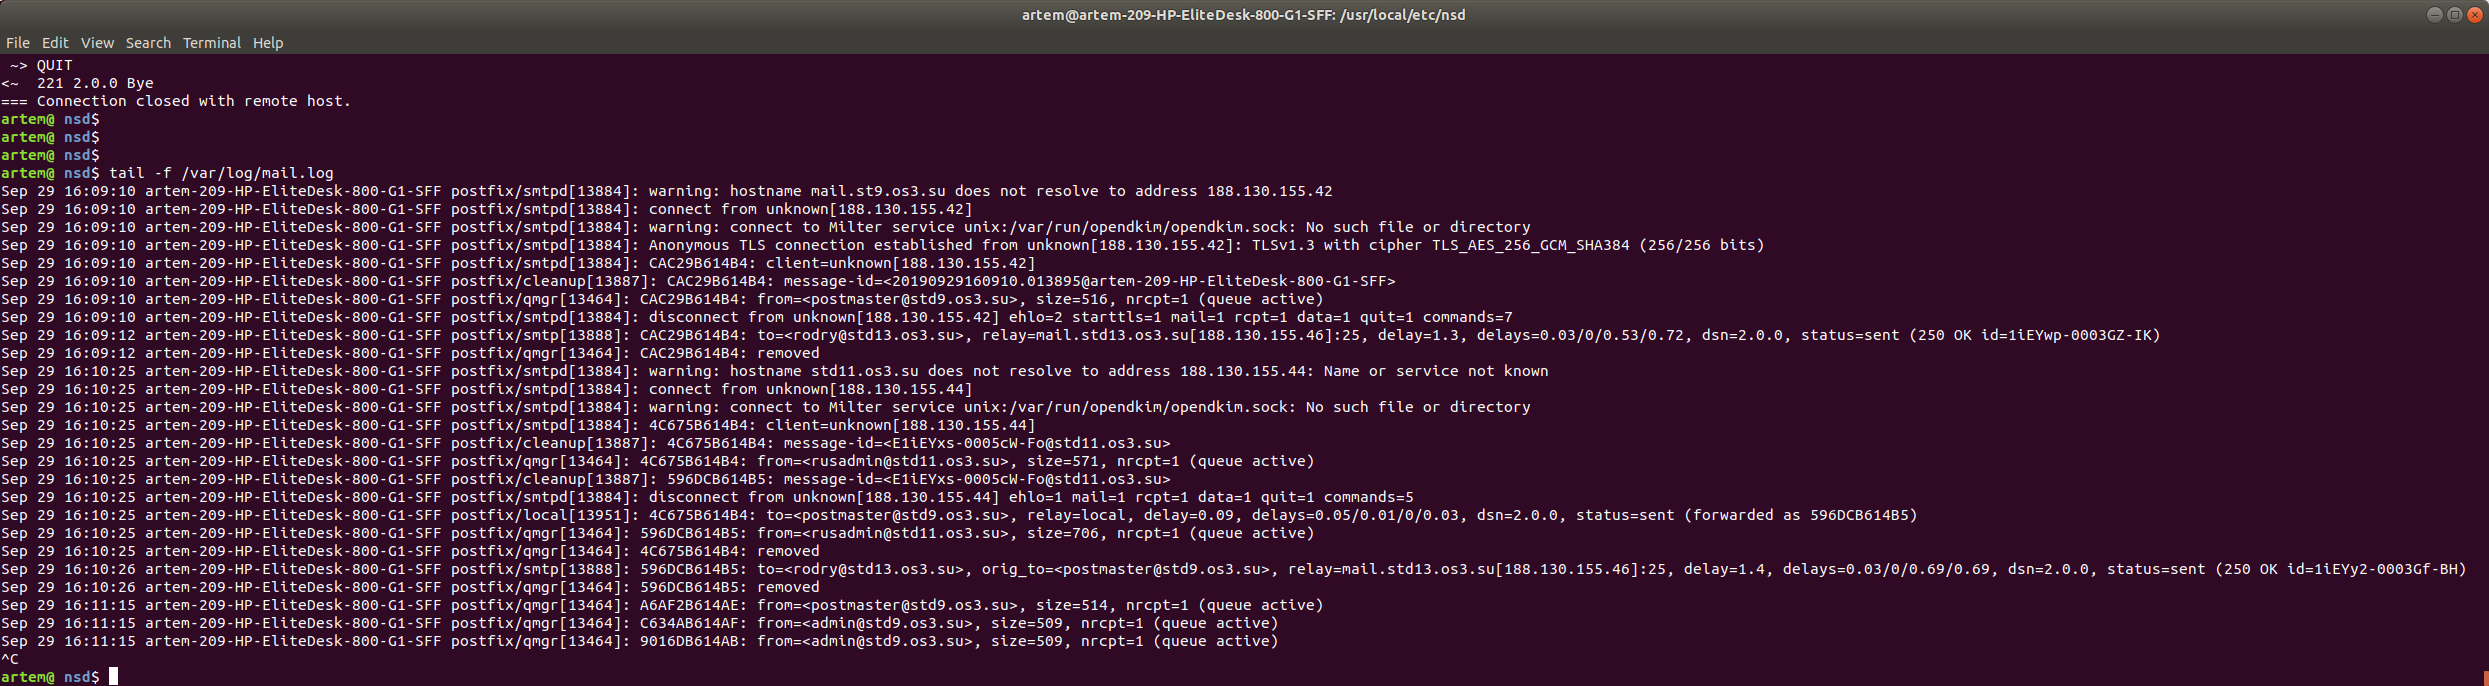 artem@artem-209-HP-EliteDesk-800-G1-SFF: /usr/local/etc/nsd
File Edit View Search Terminal Help
~> QUIT
<~  221 2.0.0 Bye
=== Connection closed with remote host.
artem@ nsd$
artem@ nsd$
artem@ nsd$
artem@ nsd$ tail -f /var/log/mail.log
Sep 29 16:09:10 artem-209-HP-EliteDesk-800-G1-SFF postfix/smtpd[13884]: warning: hostname mail.st9.os3.su does not resolve to address 188.130.155.42
Sep 29 16:09:10 artem-209-HP-EliteDesk-800-G1-SFF postfix/smtpd[13884]: connect from unknown[188.130.155.42]
Sep 29 16:09:10 artem-209-HP-EliteDesk-800-G1-SFF postfix/smtpd[13884]: warning: connect to Milter service unix:/var/run/opendkim/opendkim.sock: No such file or directory
Sep 29 16:09:10 artem-209-HP-EliteDesk-800-G1-SFF postfix/smtpd[13884]: Anonymous TLS connection established from unknown[188.130.155.42]: TLSv1.3 with cipher TLS_AES_256_GCM_SHA384 (256/256 bits)
Sep 29 16:09:10 artem-209-HP-EliteDesk-800-G1-SFF postfix/smtpd[13884]: CAC29B614B4: client=unknown[188.130.155.42]
Sep 29 16:09:10 artem-209-HP-EliteDesk-800-G1-SFF postfix/cleanup[13887]: CAC29B614B4: message-id=<20190929160910.013895@artem-209-HP-EliteDesk-800-G1-SFF>
Sep 29 16:09:10 artem-209-HP-EliteDesk-800-G1-SFF postfix/qmgr[13464]: CAC29B614B4: from=<postmaster@std9.os3.su>, size=516, nrcpt=1 (queue active)
Sep 29 16:09:10 artem-209-HP-EliteDesk-800-G1-SFF postfix/smtpd[13884]: disconnect from unknown[188.130.155.42] ehlo=2 starttls=1 mail=1 rcpt=1 data=1 quit=1 commands=7
Sep 29 16:09:12 artem-209-HP-EliteDesk-800-G1-SFF postfix/smtp[13888]: CAC29B614B4: to=<rodry@std13.os3.su>, relay=mail.std13.os3.su[188.130.155.46]:25, delay=1.3, delays=0.03/0/0.53/0.72, dsn=2.0.0, status=sent (250 OK id=1iEYwp-0003GZ-IK)
Sep 29 16:09:12 artem-209-HP-EliteDesk-800-G1-SFF postfix/qmgr[13464]: CAC29B614B4: removed
Sep 29 16:10:25 artem-209-HP-EliteDesk-800-G1-SFF postfix/smtpd[13884]: warning: hostname std11.os3.su does not resolve to address 188.130.155.44: Name or service not known
Sep 29 16:10:25 artem-209-HP-EliteDesk-800-G1-SFF postfix/smtpd[13884]: connect from unknown[188.130.155.44]
Sep 29 16:10:25 artem-209-HP-EliteDesk-800-G1-SFF postfix/smtpd[13884]: warning: connect to Milter service unix:/var/run/opendkim/opendkim.sock: No such file or directory
Sep 29 16:10:25 artem-209-HP-EliteDesk-800-G1-SFF postfix/smtpd[13884]: 4C675B614B4: client=unknown[188.130.155.44]
Sep 29 16:10:25 artem-209-HP-EliteDesk-800-G1-SFF postfix/cleanup[13887]: 4C675B614B4: message-id=<E1iEYxs-0005cW-Fo@std11.os3.su>
Sep 29 16:10:25 artem-209-HP-EliteDesk-800-G1-SFF postfix/qmgr[13464]: 4C675B614B4: from=<rusadmin@std11.os3.su>, size=571, nrcpt=1 (queue active)
Sep 29 16:10:25 artem-209-HP-EliteDesk-800-G1-SFF postfix/cleanup[13887]: 596DCB614B5: message-id=<E1iEYxs-0005cW-Fo@std11.os3.su>
Sep 29 16:10:25 artem-209-HP-EliteDesk-800-G1-SFF postfix/smtpd[13884]: disconnect from unknown[188.130.155.44] ehlo=1 mail=1 rcpt=1 data=1 quit=1 commands=5
Sep 29 16:10:25 artem-209-HP-EliteDesk-800-G1-SFF postfix/local[13951]: 4C675B614B4: to=<postmaster@std9.os3.su>, relay=local, delay=0.09, delays=0.05/0.01/0/0.03, dsn=2.0.0, status=sent (forwarded as 596DCB614B5)
Sep 29 16:10:25 artem-209-HP-EliteDesk-800-G1-SFF postfix/qmgr[13464]: 596DCB614B5: from=<rusadmin@std11.os3.su>, size=706, nrcpt=1 (queue active)
Sep 29 16:10:25 artem-209-HP-EliteDesk-800-G1-SFF postfix/qmgr[13464]: 4C675B614B4: removed
Sep 29 16:10:26 artem-209-HP-EliteDesk-800-G1-SFF postfix/smtp[13888]: 596DCB614B5: to=<rodry@std13.os3.su>, orig_to=<postmaster@std9.os3.su>, relay=mail.std13.os3.su[188.130.155.46]:25, delay=1.4, delays=0.03/0/0.69/0.69, dsn=2.0.0, status=sent (250 OK id=1iEYy2-0003Gf-BH)
Sep 29 16:10:26 artem-209-HP-EliteDesk-800-G1-SFF postfix/qmgr[13464]: 596DCB614B5: removed
Sep 29 16:11:15 artem-209-HP-EliteDesk-800-G1-SFF postfix/qmgr[13464]: A6AF2B614AE: from=<postmaster@std9.os3.su>, size=514, nrcpt=1 (queue active)
Sep 29 16:11:15 artem-209-HP-EliteDesk-800-G1-SFF postfix/qmgr[13464]: C634AB614AF: from=<admin@std9.os3.su>, size=509, nrcpt=1 (queue active)
Sep 29 16:11:15 artem-209-HP-EliteDesk-800-G1-SFF postfix/qmgr[13464]: 9016DB614AB: from=<admin@std9.os3.su>, size=509, nrcpt=1 (queue active)
^C
artem@ nsd$